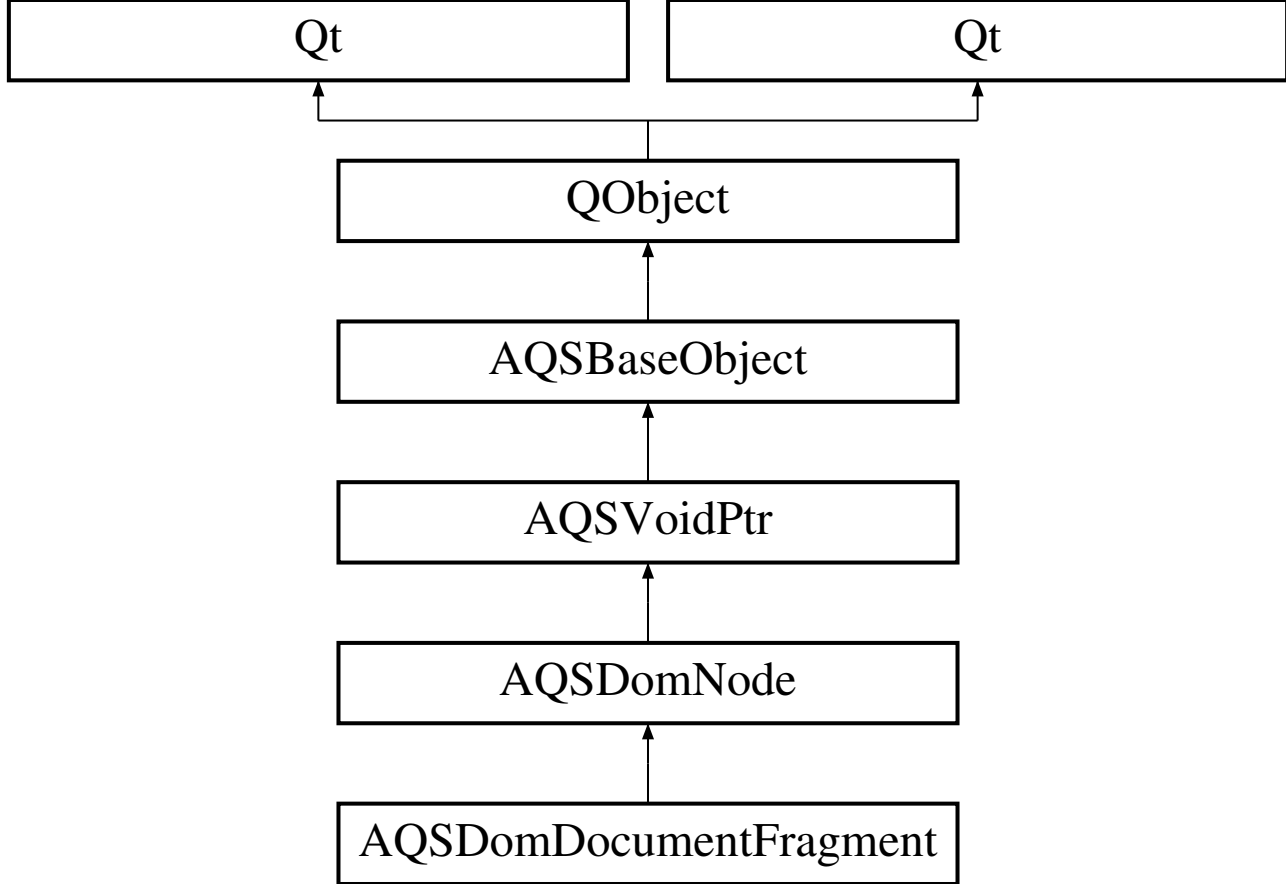 Qt
Qt
QObject
AQSBaseObject
AQSVoidPtr
AQSDomNode
AQSDomDocumentFragment